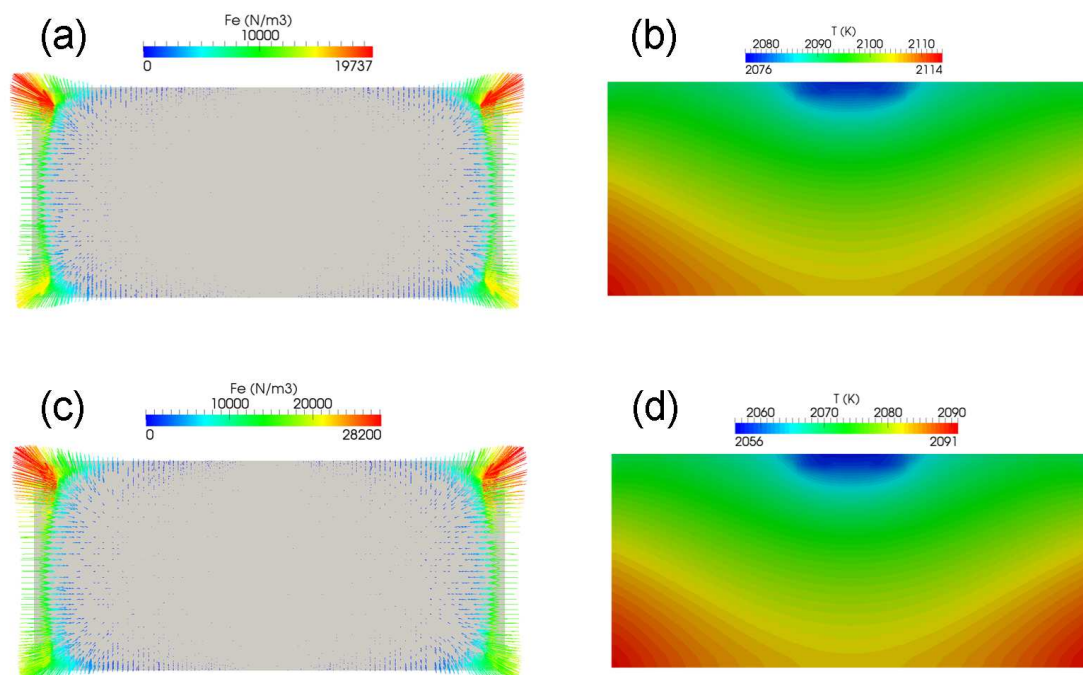 (a)
Fe (N/m3)
10000
0 19737
(b)
T (K)
2080 2090 2100 2110
2076 2114
(c)
Fe (N/m3)
10000 20000
0 28200
(d)
T (K)
2060 2070 2080 2090
2056 2091